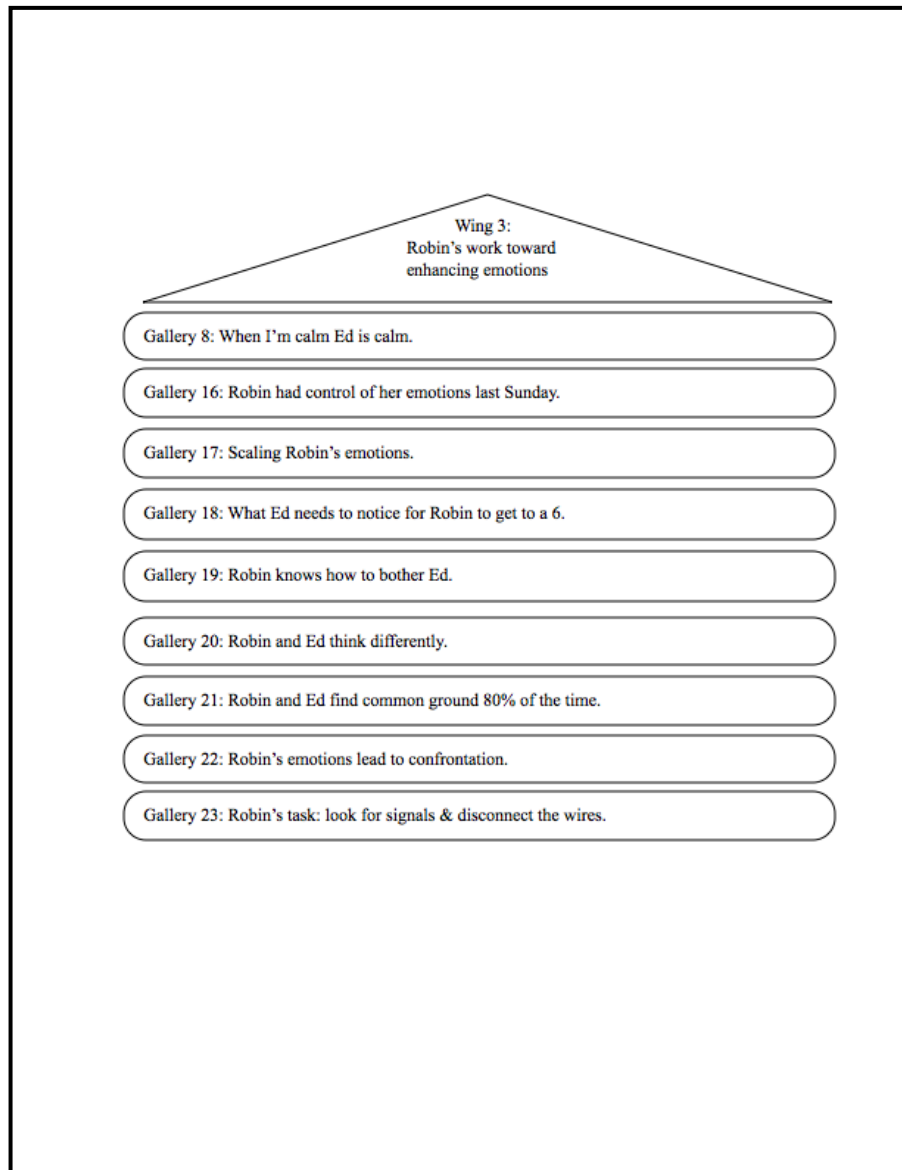 Wing 3:
Robin’s work toward
enhancing emotions
Gallery 8: When I’m calm Ed is calm.
Gallery 16: Robin had control of her emotions last Sunday.
Gallery 17: Scaling Robin’s emotions.
Gallery 18: What Ed needs to notice for Robin to get to a 6.
Gallery 19: Robin knows how to bother Ed.
Gallery 20: Robin and Ed think differently.
Gallery 21: Robin and Ed find common ground 80% of the time.
Gallery 22: Robin’s emotions lead to confrontation.
Gallery 23: Robin’s task: look for signals & disconnect the wires.